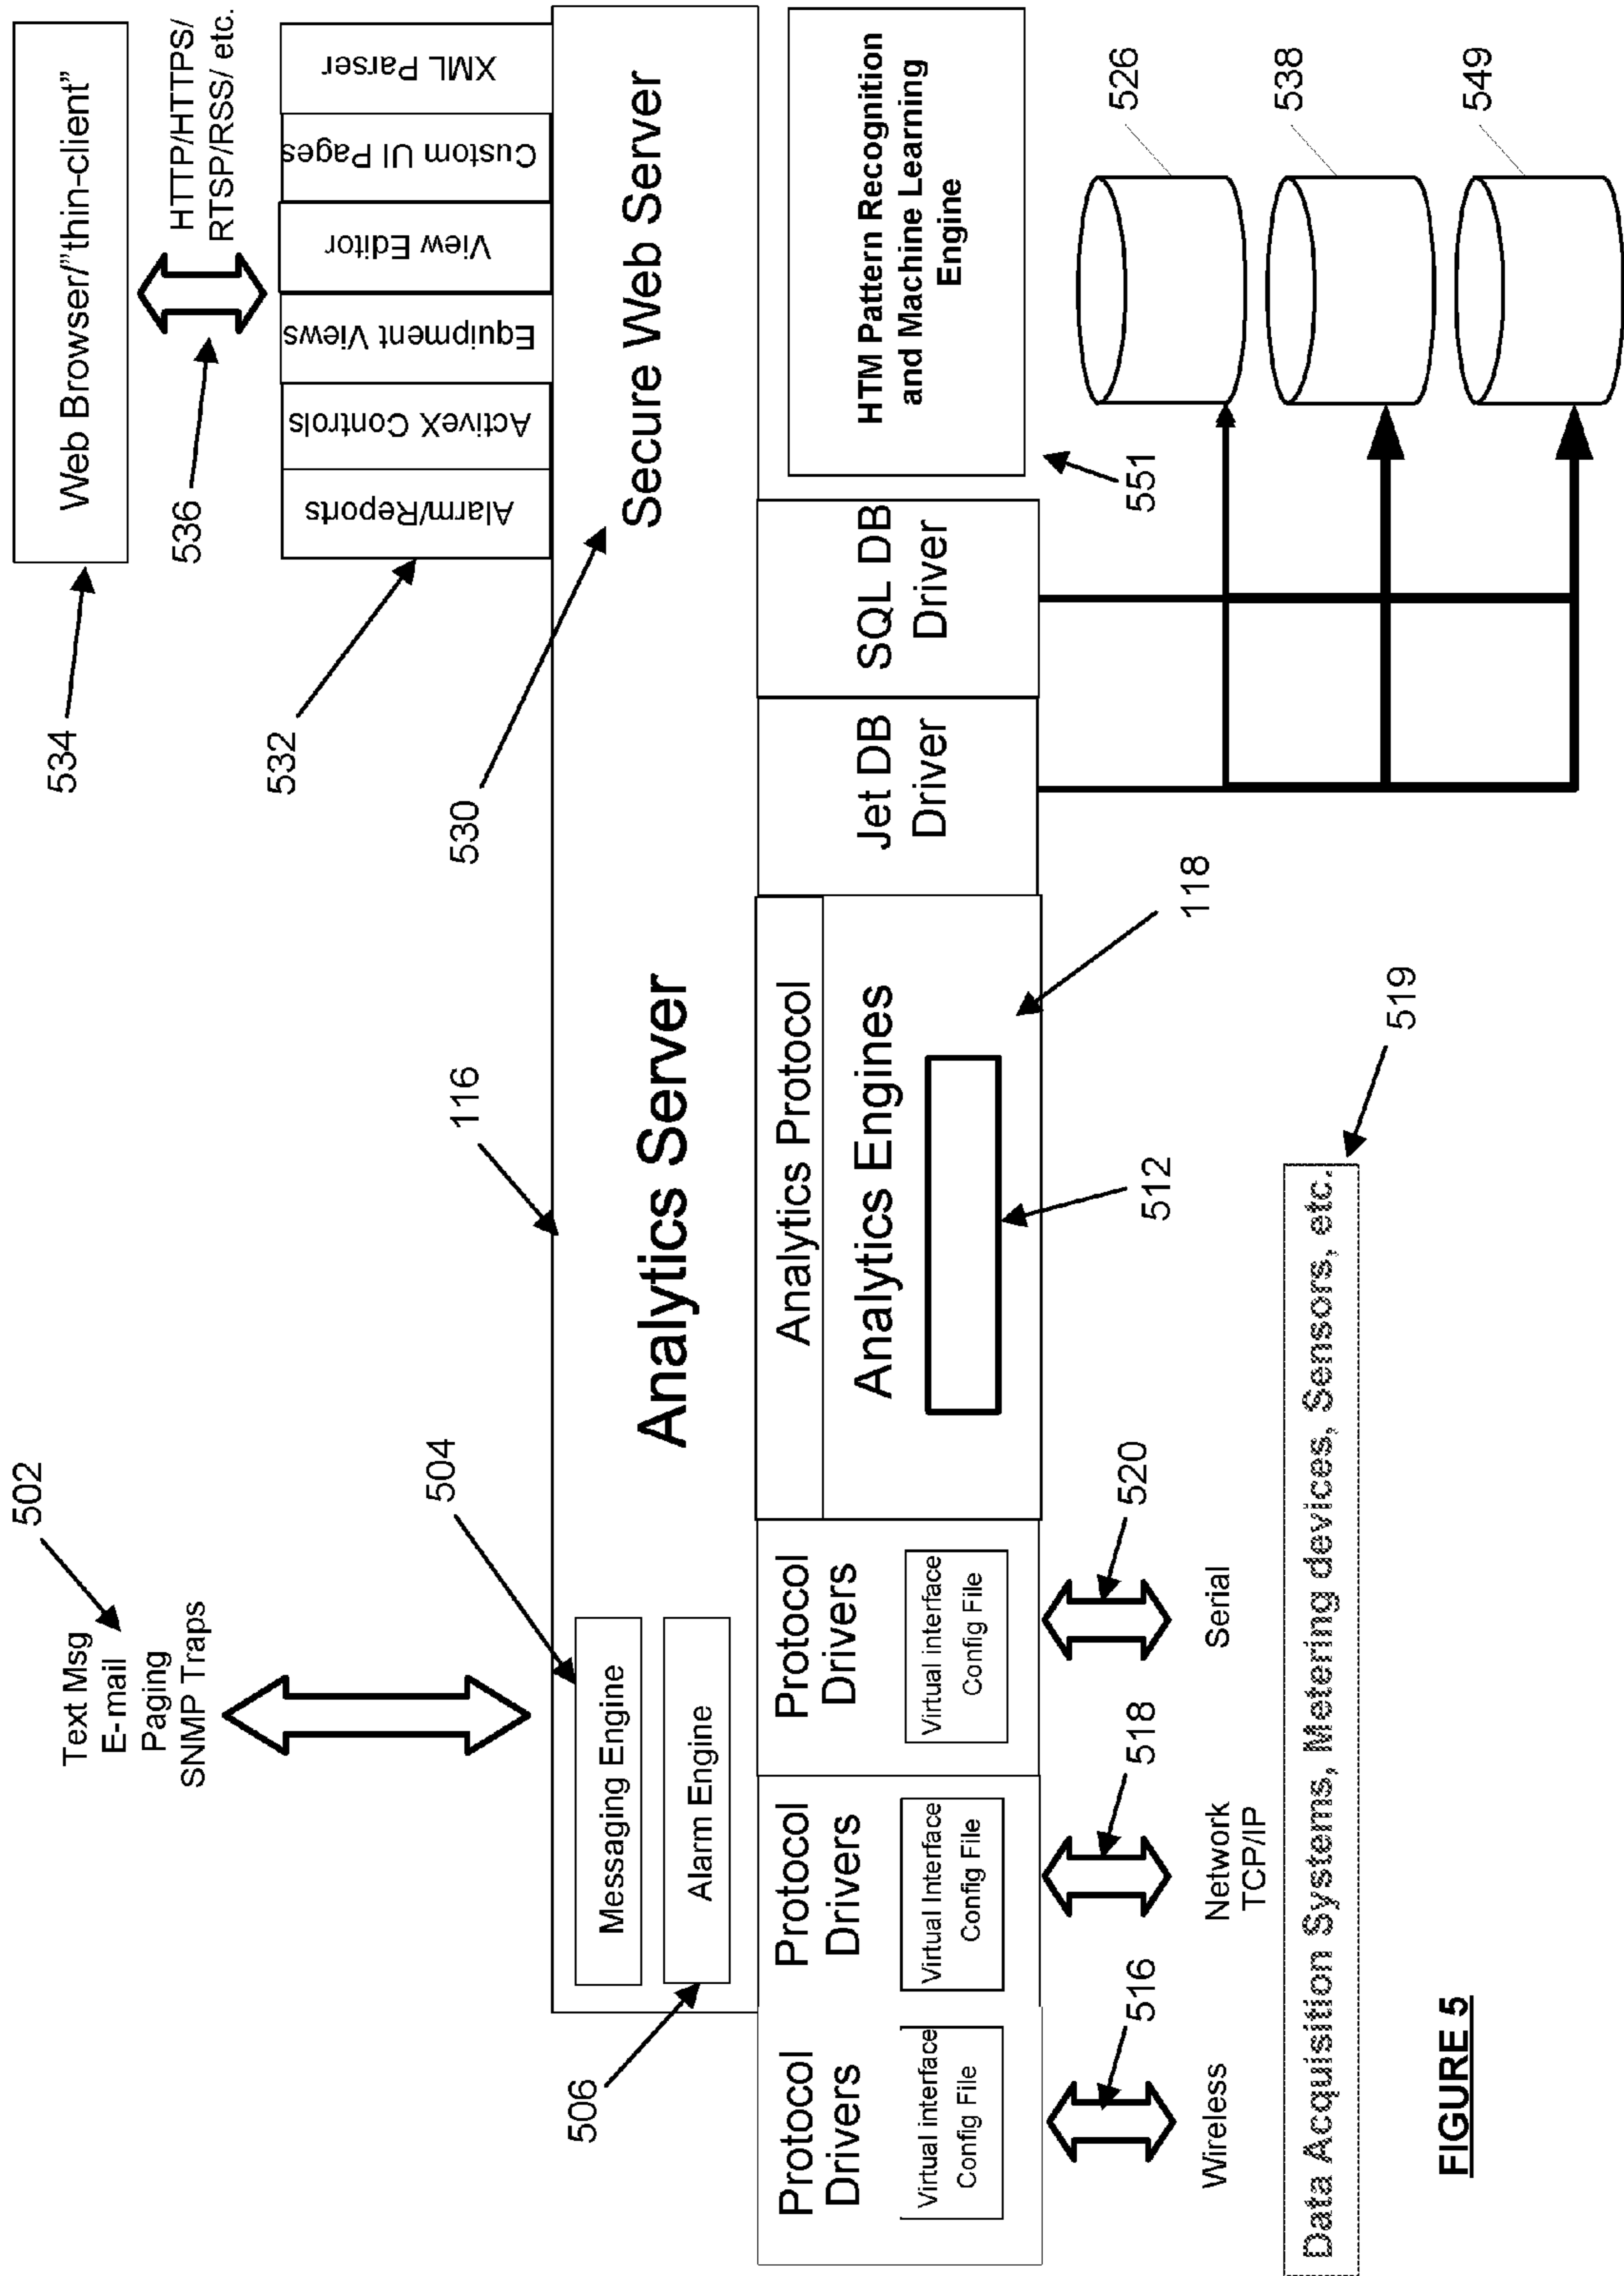 502
Text Msg
E-mail
Paging
SNMP Traps
534
Web Browser/"thin-client"
536
HTTP/HTTPS/
RTSP/RSS/ etc.
532
Alarm/Reports
ActiveX Controls
Equipment Views
View Editor
Custom UI Pages
XML Parser
504
116
530
Messaging Engine
Alarm Engine
Analytics Server
Secure Web Server
506
Protocol
Drivers
Virtual interface
Config File
Protocol
Drivers
Virtual Interface
Config File
Protocol
Drivers
Virtual interface
Config File
Analytics Protocol
Analytics Engines
Jet DB
Driver
SQL DB
Driver
HTM Pattern Recognition
and Machine Learning
Engine
551
118
512
516
518
520
Wireless
Network
TCP/IP
Serial
526
538
549
519
Data Acquisition Systems, Metering devices, Sensors, etc.
FIGURE 5